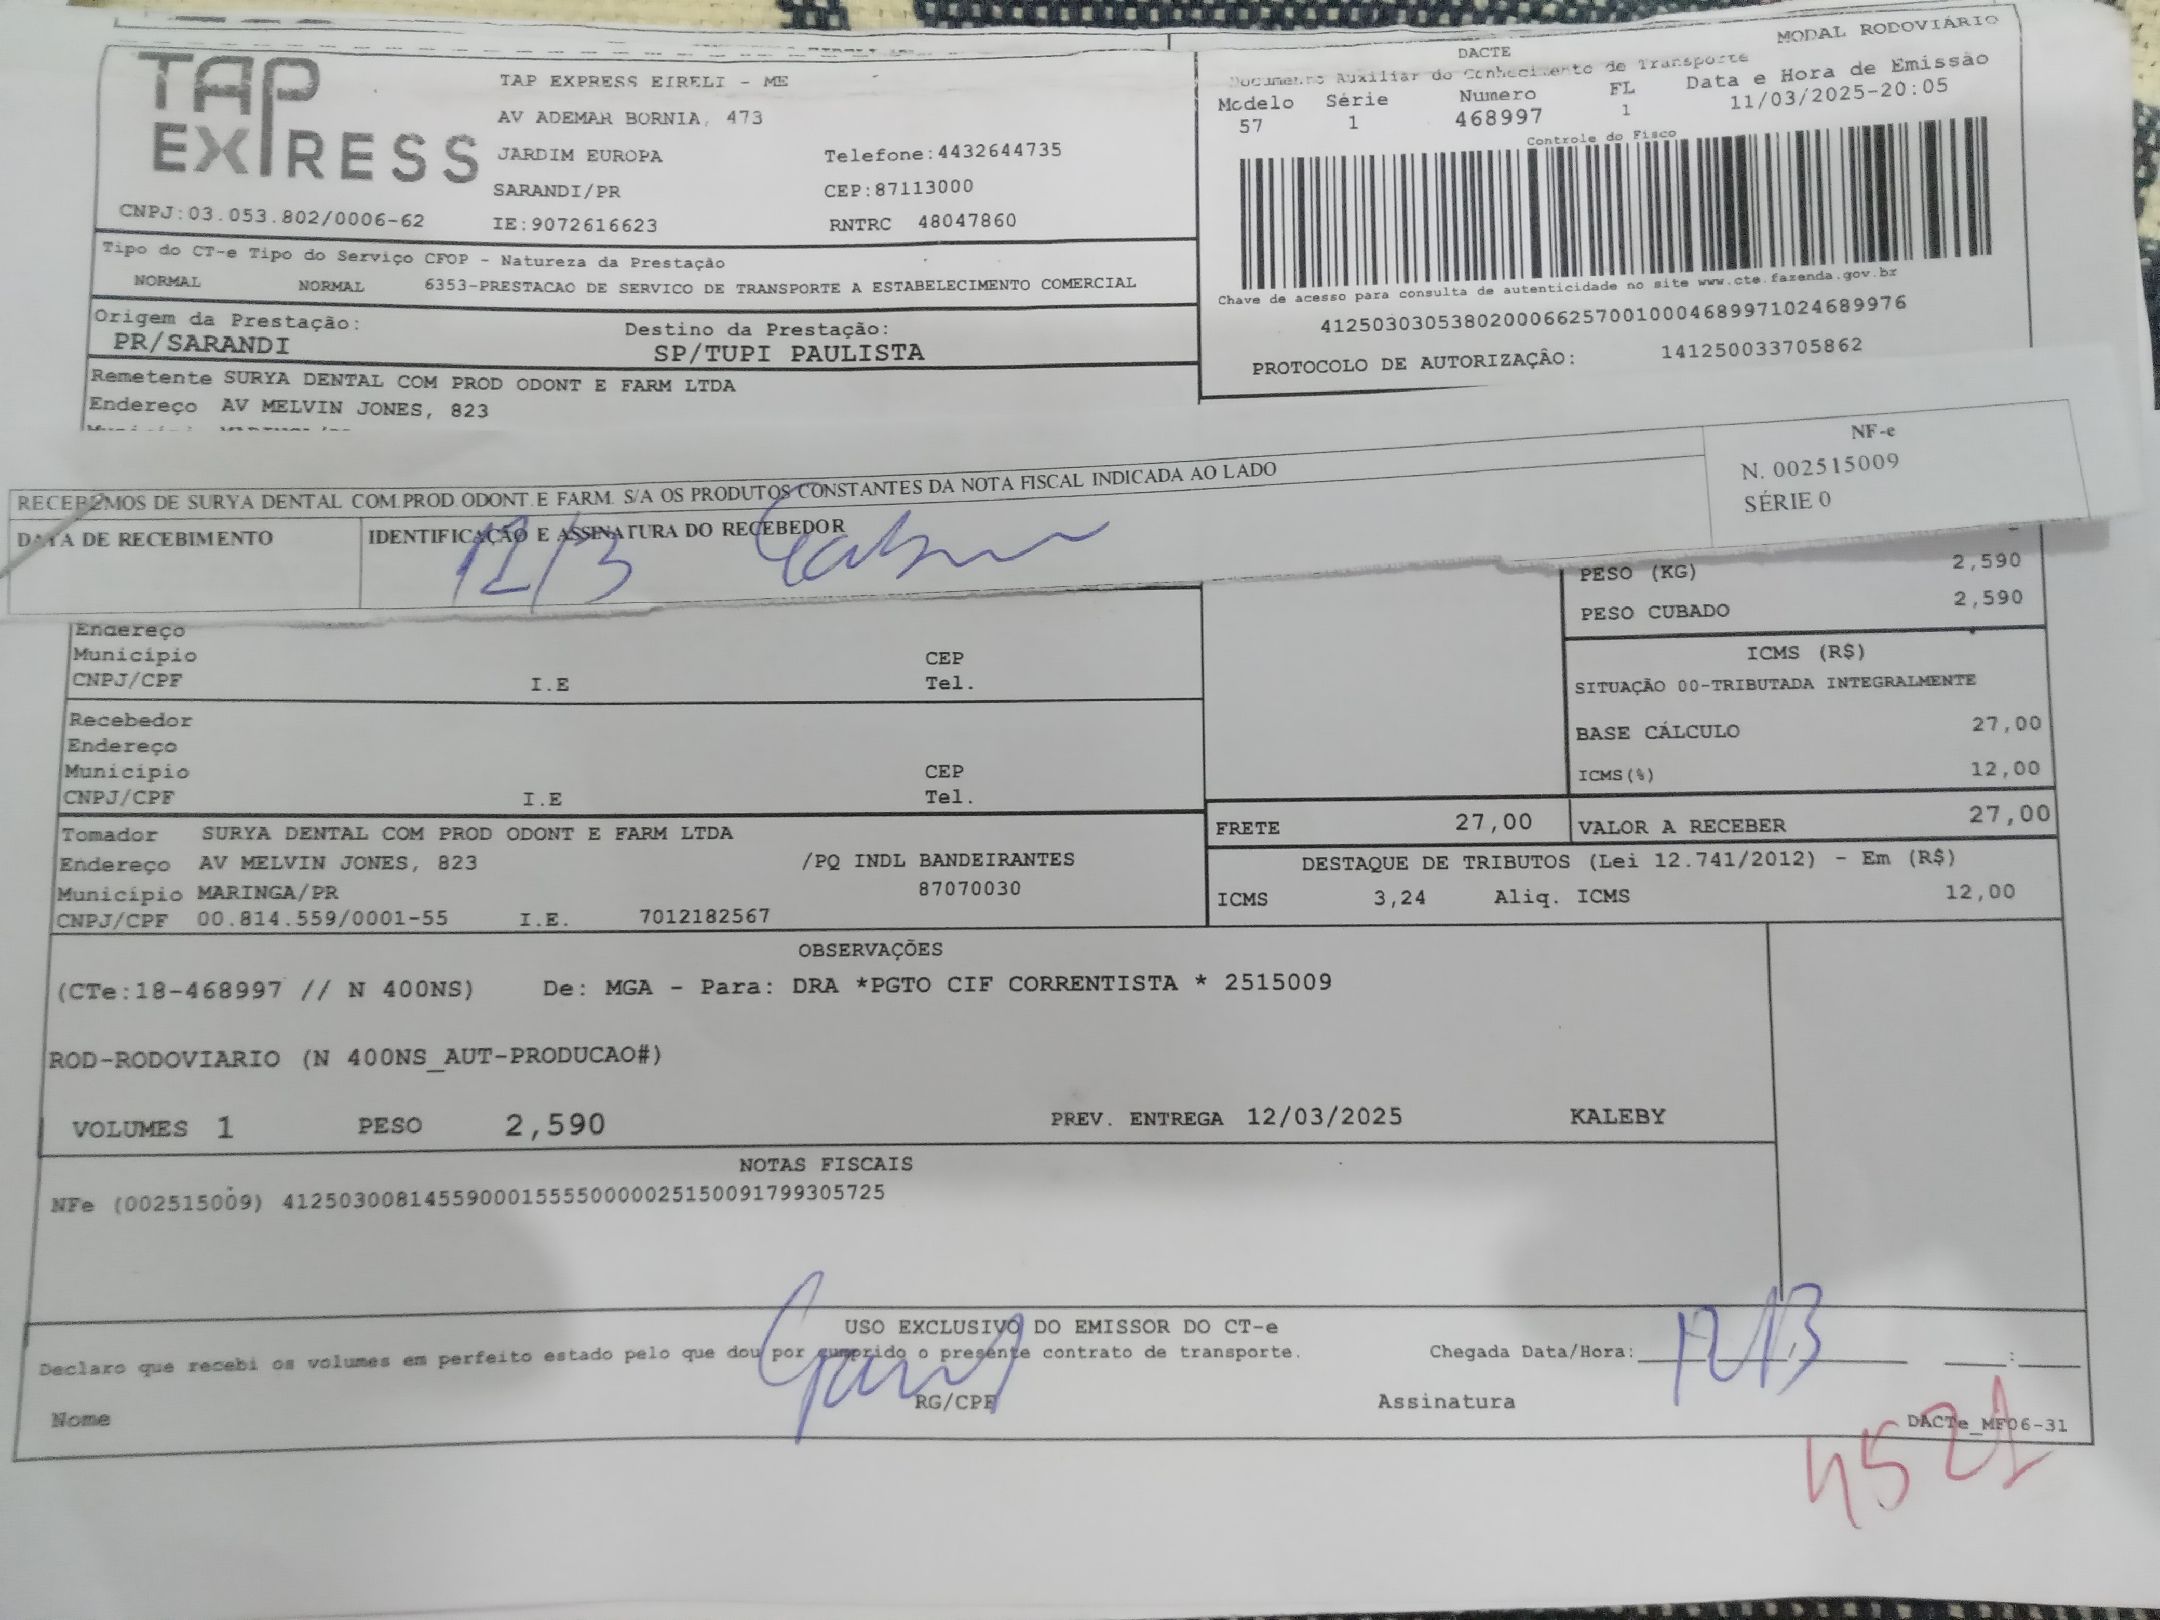 TAP
EXPRESS
TAP EXPRESS EIRELI - ME
AV ADEMAR BORNIA, 473
JARDIM EUROPA
Telefone:4432644735
SARANDI/PR
CEP:87113000
CNPJ:03.053.802/0006-62
IE:9072616623
RNTRC 48047860
MODAL RODOVIÁRIO
DACTE
Documento Auxiliar do Conhecimento de Transporte
Modelo Série Numero FL Data e Hora de Emissão
57 1 468997 1 11/03/2025-20:05
Controle do Fisco
Chave de acesso para consulta de autenticidade no site www.cte.fazenda.gov.br
41250303053802000662570010004689971024689976
PROTOCOLO DE AUTORIZAÇÃO: 141250033705862
Tipo do CT-e Tipo do Serviço CFOP - Natureza da Prestação
NORMAL NORMAL 6353-PRESTACAO DE SERVICO DE TRANSPORTE A ESTABELECIMENTO COMERCIAL
Origem da Prestação: Destino da Prestação:
PR/SARANDI SP/TUPI PAULISTA
Remetente SURYA DENTAL COM PROD ODONT E FARM LTDA
Endereço AV MELVIN JONES, 823
RECEBEMOS DE SURYA DENTAL COM.PROD.ODONT.E FARM. S/A OS PRODUTOS CONSTANTES DA NOTA FISCAL INDICADA AO LADO
NF-e
N. 002515009
SÉRIE 0
DATA DE RECEBIMENTO
IDENTIFICAÇÃO E ASSINATURA DO RECEBEDOR
12/3
PESO (KG) 2,590
PESO CUBADO 2,590
Endereço
Município CEP
CNPJ/CPF I.E Tel.
ICMS (R$)
SITUAÇÃO 00-TRIBUTADA INTEGRALMENTE
BASE CÁLCULO 27,00
ICMS(%) 12,00
Recebedor
Endereço
Município CEP
CNPJ/CPF I.E Tel.
FRETE 27,00 VALOR A RECEBER 27,00
Tomador SURYA DENTAL COM PROD ODONT E FARM LTDA
Endereço AV MELVIN JONES, 823 /PQ INDL BANDEIRANTES
Município MARINGA/PR 87070030
CNPJ/CPF 00.814.559/0001-55 I.E. 7012182567
DESTAQUE DE TRIBUTOS (Lei 12.741/2012) - Em (R$)
ICMS 3,24 Aliq. ICMS 12,00
OBSERVAÇÕES
(CTe:18-468997 // N 400NS) De: MGA - Para: DRA *PGTO CIF CORRENTISTA * 2515009
ROD-RODOVIARIO (N 400NS_AUT-PRODUCAO#)
VOLUMES 1 PESO 2,590 PREV. ENTREGA 12/03/2025 KALEBY
NOTAS FISCAIS
NFe (002515009) 41250300814559000155550000025150091799305725
USO EXCLUSIVO DO EMISSOR DO CT-e
Declaro que recebi os volumes em perfeito estado pelo que dou por cumprido o presente contrato de transporte. Chegada Data/Hora: 12/3
Nome RG/CPF Assinatura
DACTe_MF06-31
4521